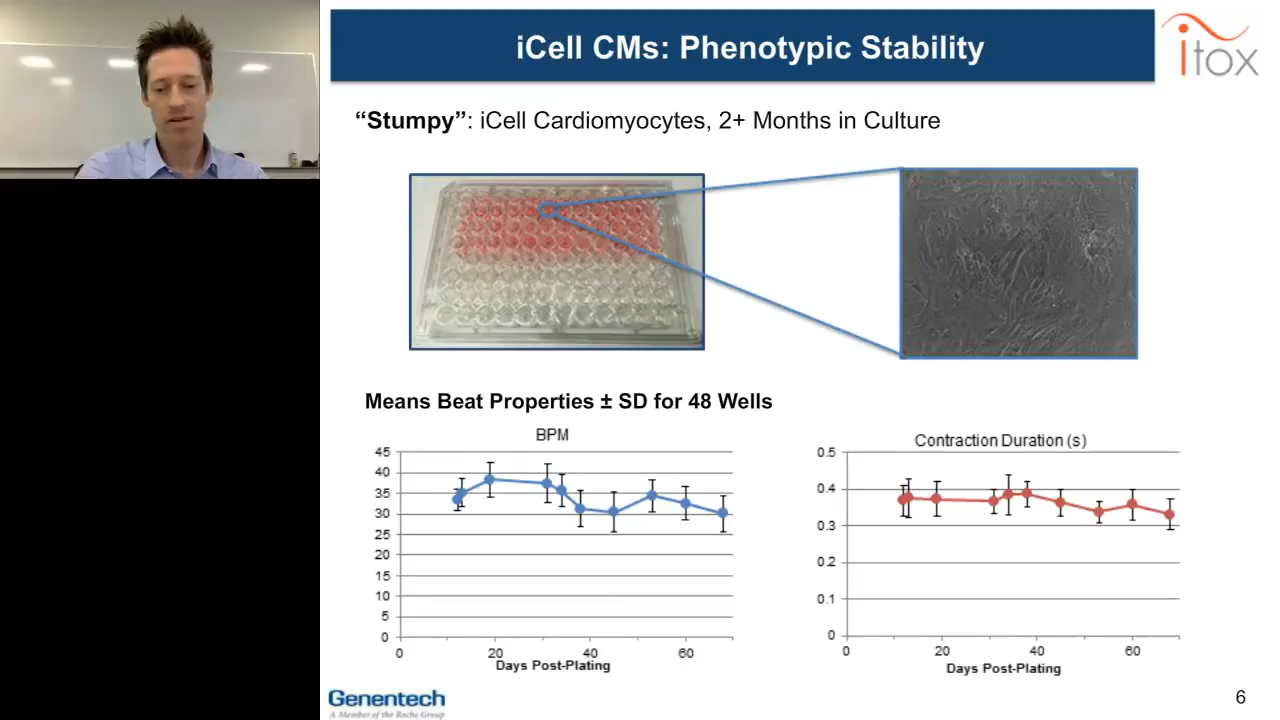 iCell CMs: Phenotypic Stability
itox
“Stumpy”: iCell Cardiomyocytes, 2+ Months in Culture
Means Beat Properties ± SD for 48 Wells
BPM
45
40
35
30
25
20
15
10
5
0
0 20 40 60
Days Post-Plating
Contraction Duration (s)
0.5
0.4
0.3
0.2
0.1
0
0 20 40 60
Days Post-Plating
Genentech
A Member of the Roche Group
6